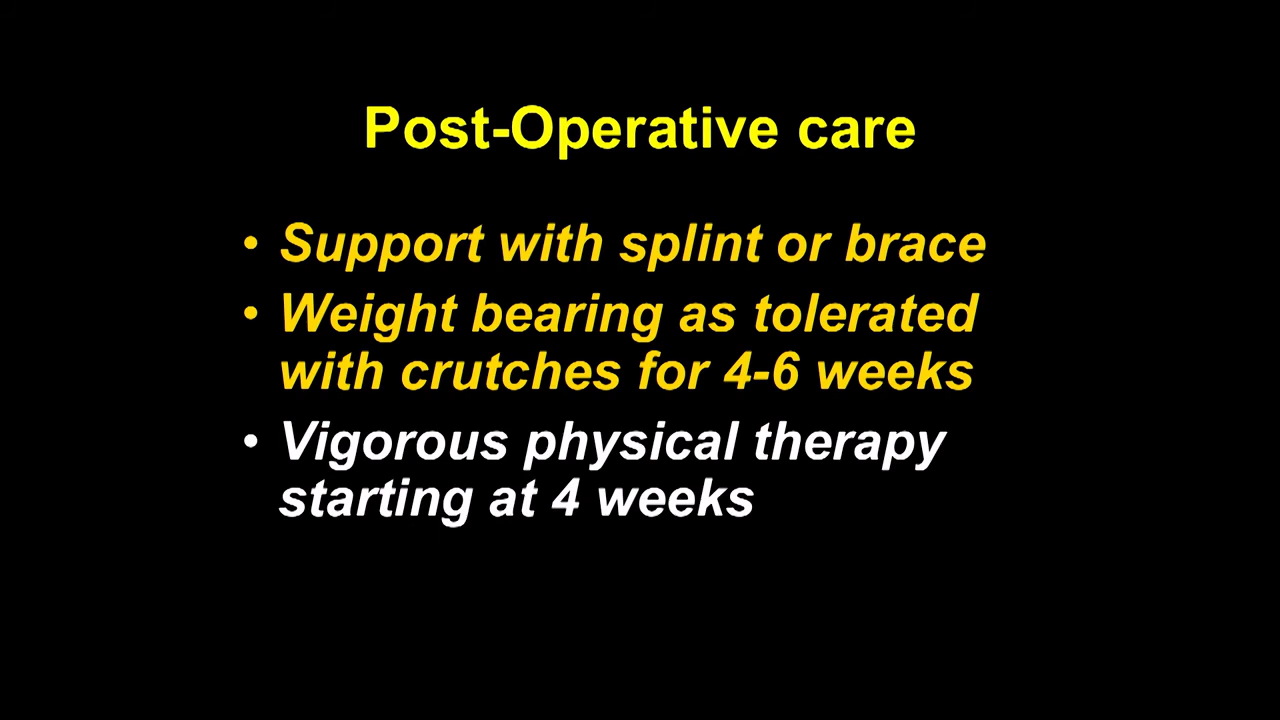 Post-Operative care
• Support with splint or brace
• Weight bearing as tolerated
with crutches for 4-6 weeks
• Vigorous physical therapy
starting at 4 weeks